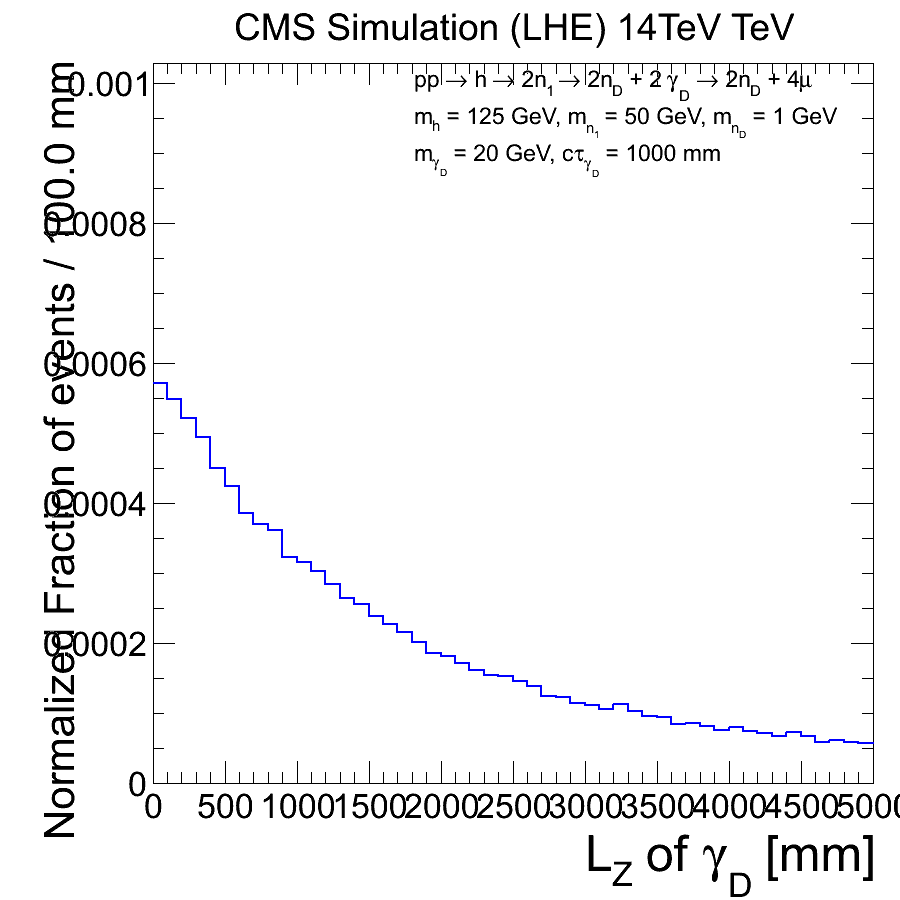 CMS Simulation (LHE) 14TeV TeV
pp → h → 2n1 → 2nD + 2 γD → 2nD + 4μ
mh = 125 GeV, mn1 = 50 GeV, mnD = 1 GeV
mγD = 20 GeV, cτγD = 1000 mm
Normalized Fraction of events / 100.0 mm
0.001
0.0008
0.0006
0.0004
0.0002
0
0 500 1000 1500 2000 2500 3000 3500 4000 4500 5000
LZ of γD [mm]